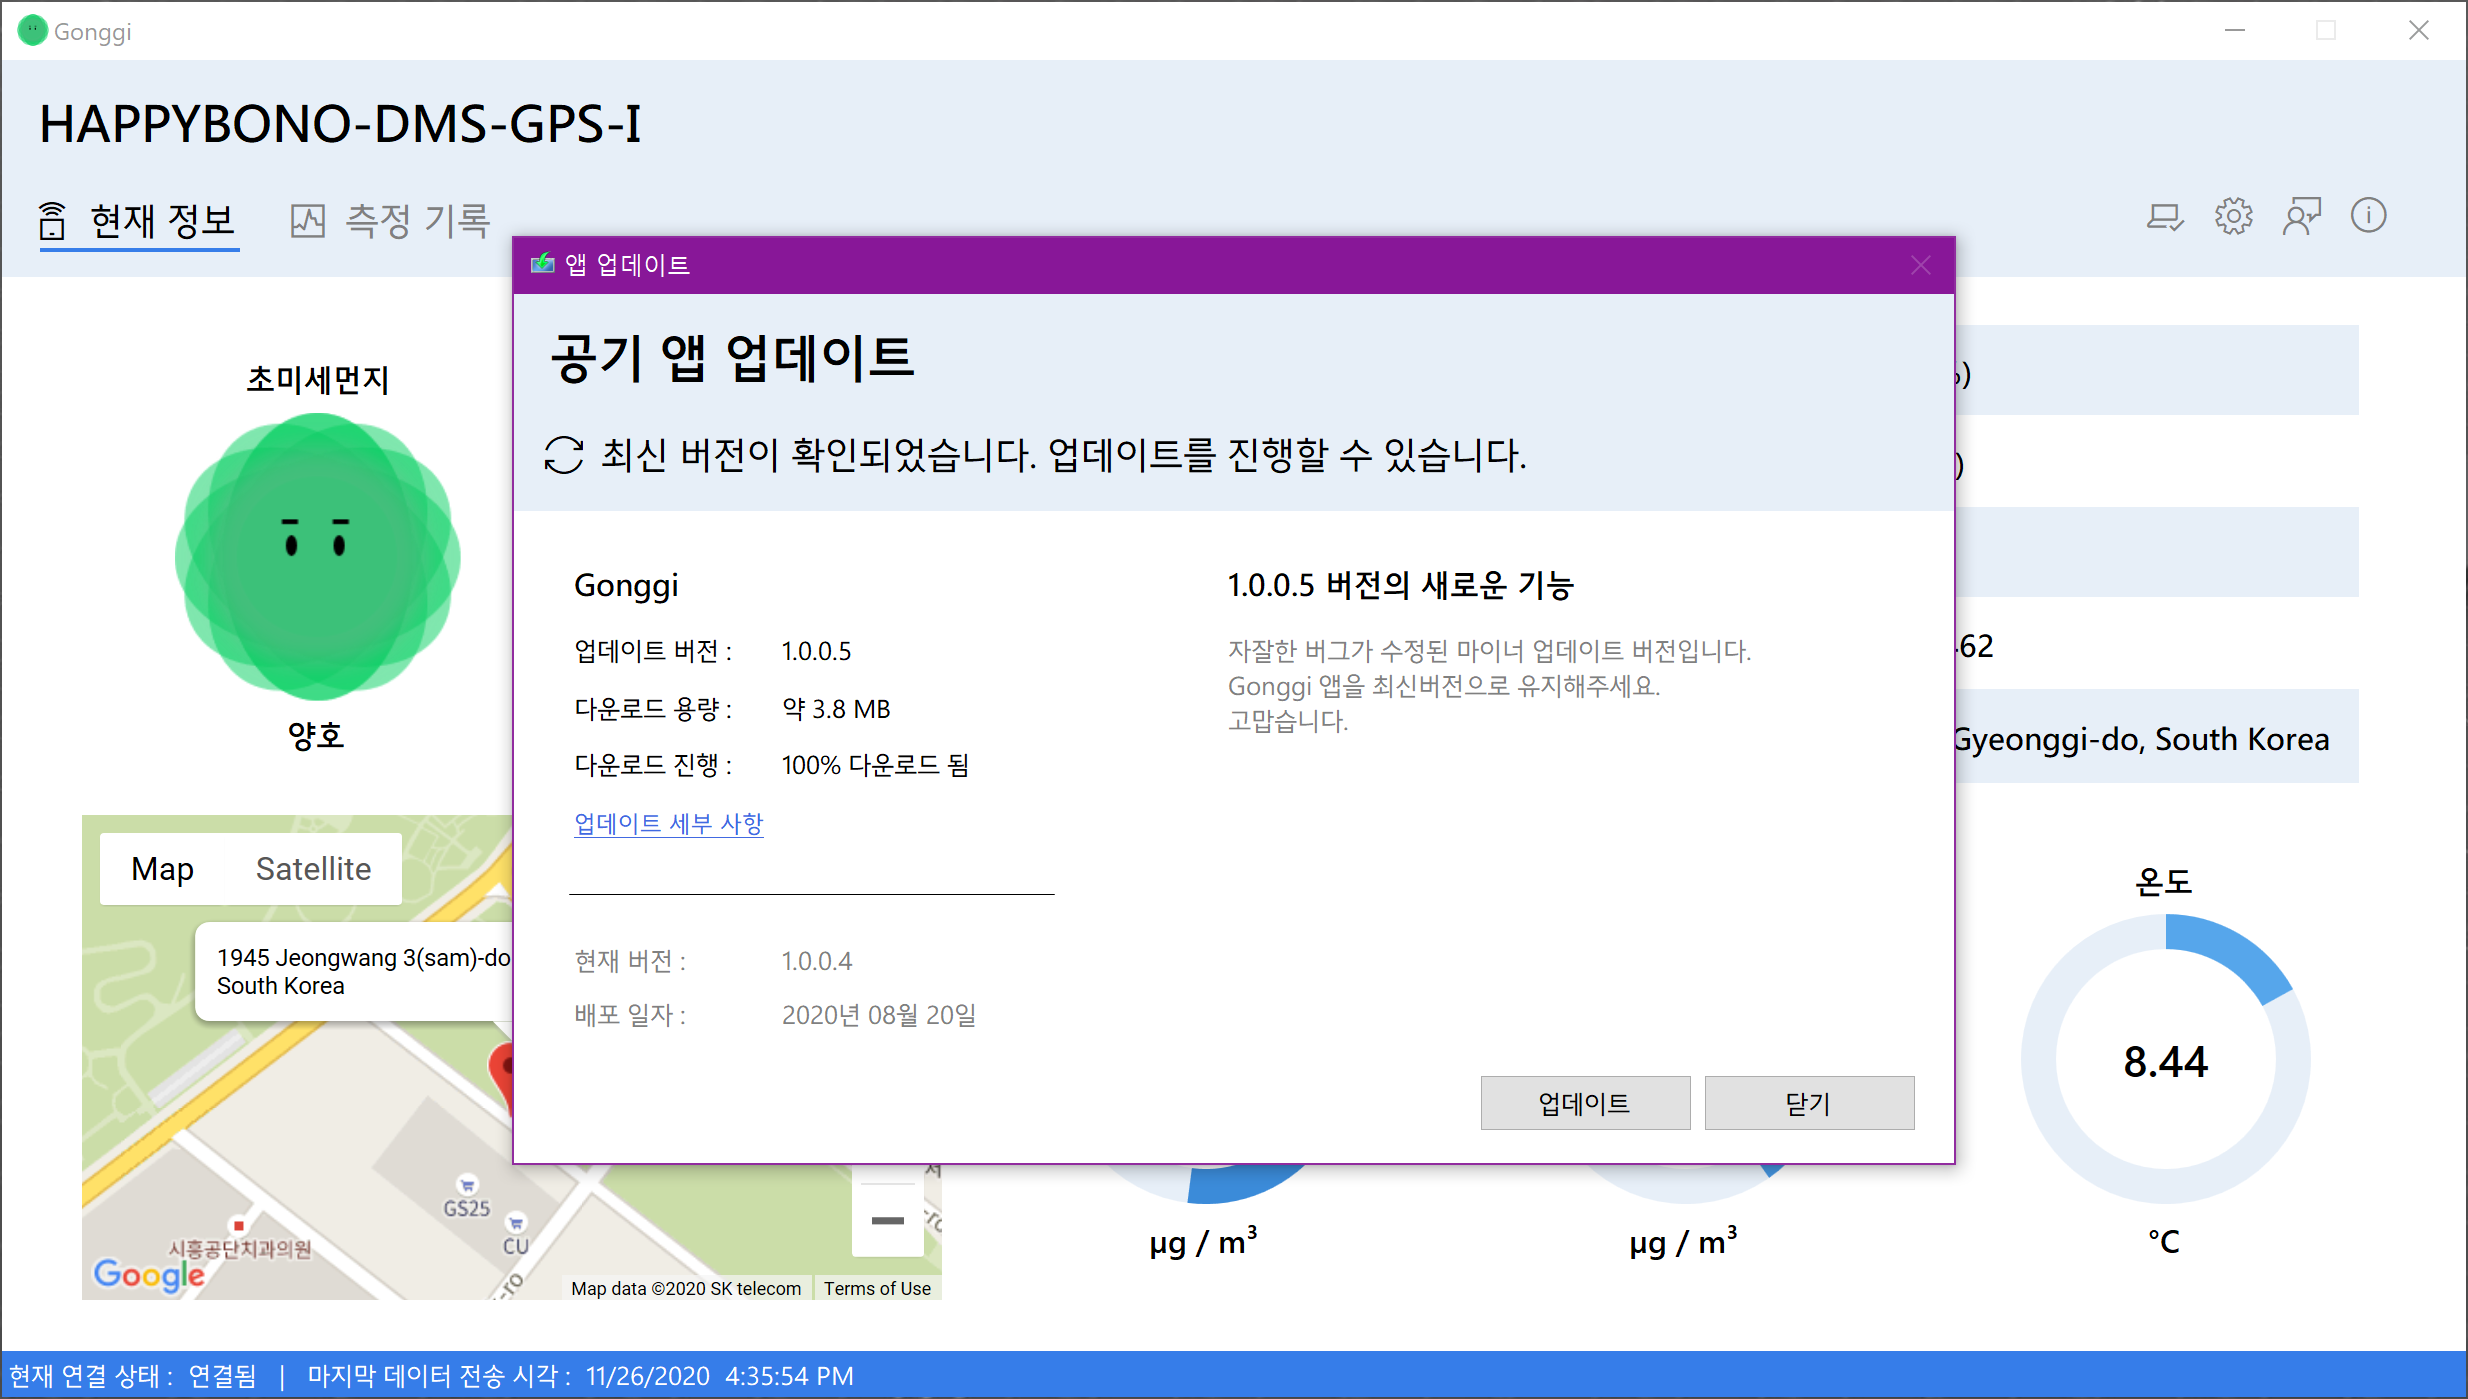 Gonggi
HAPPYBONO-DMS-GPS-I
현재 정보
측정 기록
앱 업데이트
공기 앱 업데이트
최신 버전이 확인되었습니다. 업데이트를 진행할 수 있습니다.
Gonggi
업데이트 버전 : 1.0.0.5
다운로드 용량 : 약 3.8 MB
다운로드 진행 : 100% 다운로드 됨
업데이트 세부 사항
현재 버전 : 1.0.0.4
배포 일자 : 2020년 08월 20일
1.0.0.5 버전의 새로운 기능
자잘한 버그가 수정된 마이너 업데이트 버전입니다.
Gonggi 앱을 최신버전으로 유지해주세요.
고맙습니다.
업데이트 닫기
초미세먼지
양호
)
)
62
Gyeonggi-do, South Korea
Map Satellite
1945 Jeongwang 3(sam)-do
South Korea
GS25
CU
시흥공단치과의원
Google
서
-ro
-ro
Map data ©2020 SK telecom Terms of Use
µg / m³
µg / m³
온도
8.44
°C
현재 연결 상태 : 연결됨 | 마지막 데이터 전송 시각 : 11/26/2020 4:35:54 PM